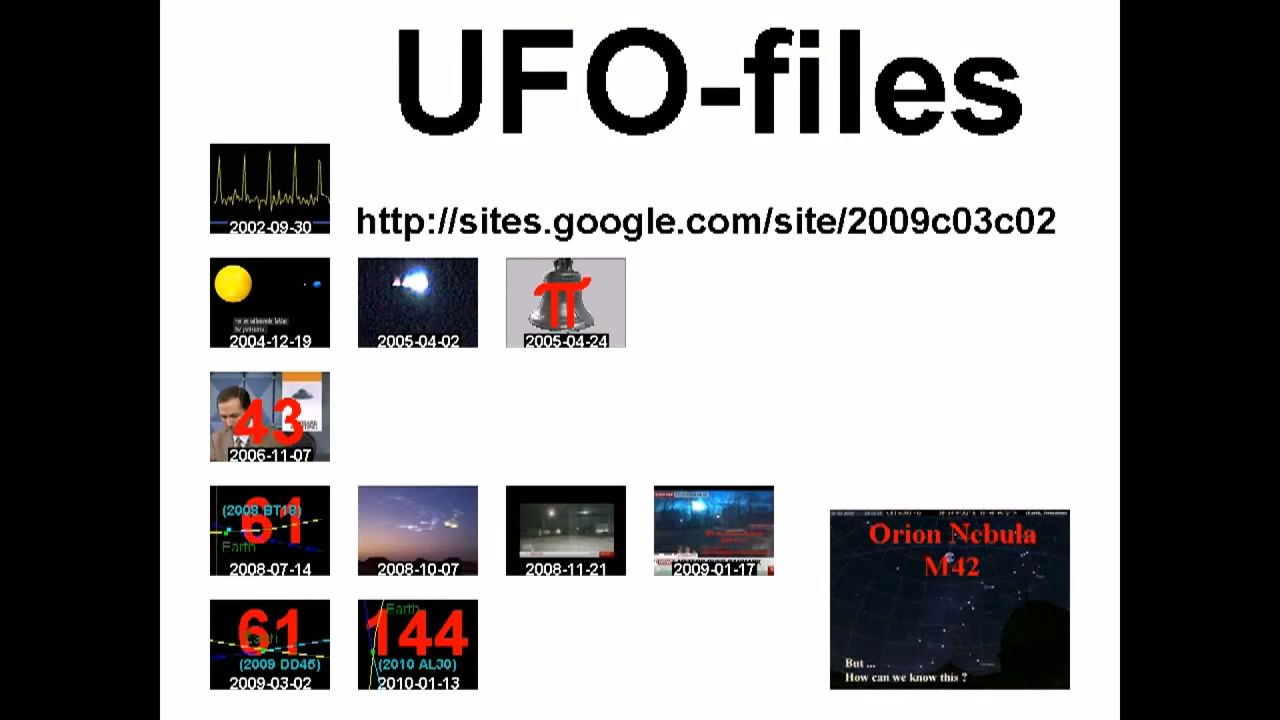 UFO-files
2002-09-30
http://sites.google.com/site/2009c03c02
2004-12-19
2005-04-02
π
2005-04-24
43
2006-11-07
61
(2008 BT18)
Earth
2008-07-14
2008-10-07
2008-11-21
2009-01-17
Orion Nebula
M42
But ...
How can we know this ?
61
Earth
(2009 DD45)
2009-03-02
Earth
144
(2010 AL30)
2010-01-13